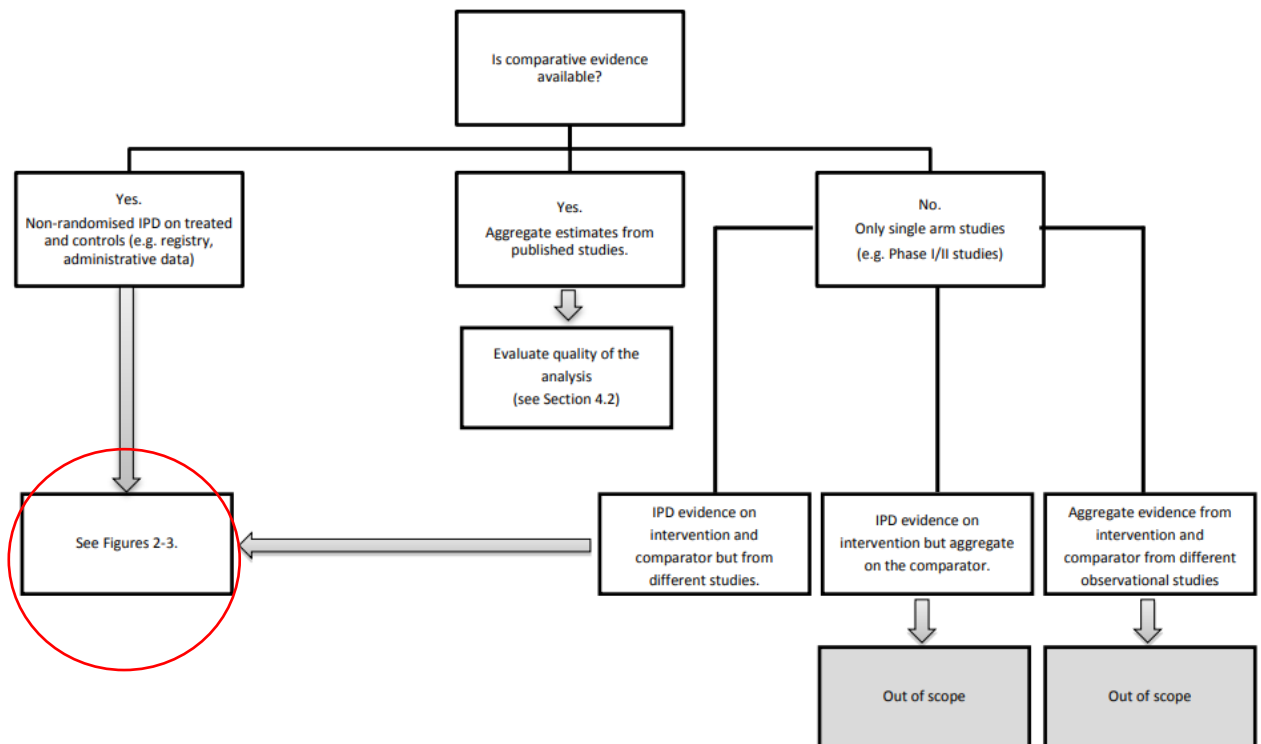 Is comparative evidence
available?
Yes.
Non-randomised IPD on treated
and controls (e.g. registry,
administrative data)
Yes.
Aggregate estimates from
published studies.
No.
Only single arm studies
(e.g. Phase I/II studies)
Evaluate quality of the
analysis
(see Section 4.2)
See Figures 2-3.
IPD evidence on
intervention and
comparator but from
different studies.
IPD evidence on
intervention but aggregate
on the comparator.
Aggregate evidence from
intervention and
comparator from different
observational studies
Out of scope
Out of scope